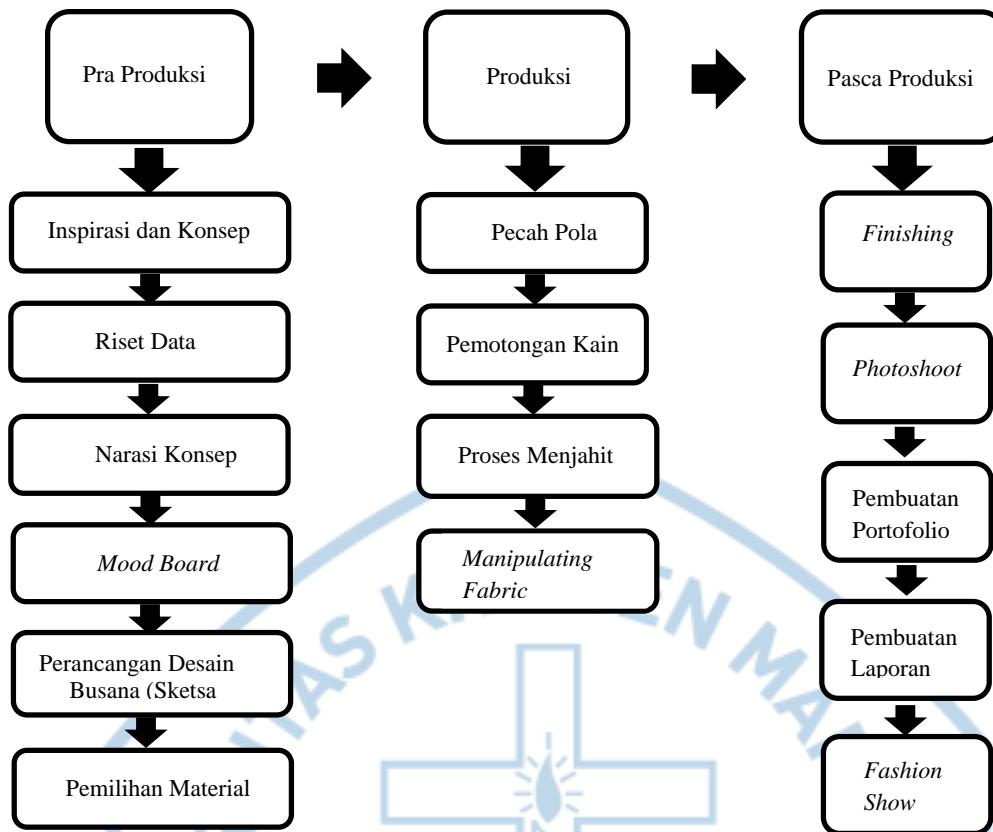 Pra Produksi
Produksi
Pasca Produksi
Inspirasi dan Konsep
Riset Data
Narasi Konsep
Mood Board
Perancangan Desain
Busana (Sketsa
Pemilihan Material
Pecah Pola
Pemotongan Kain
Proses Menjahit
Manipulating
Fabric
Finishing
Photoshoot
Pembuatan
Portofolio
Pembuatan
Laporan
Fashion
Show